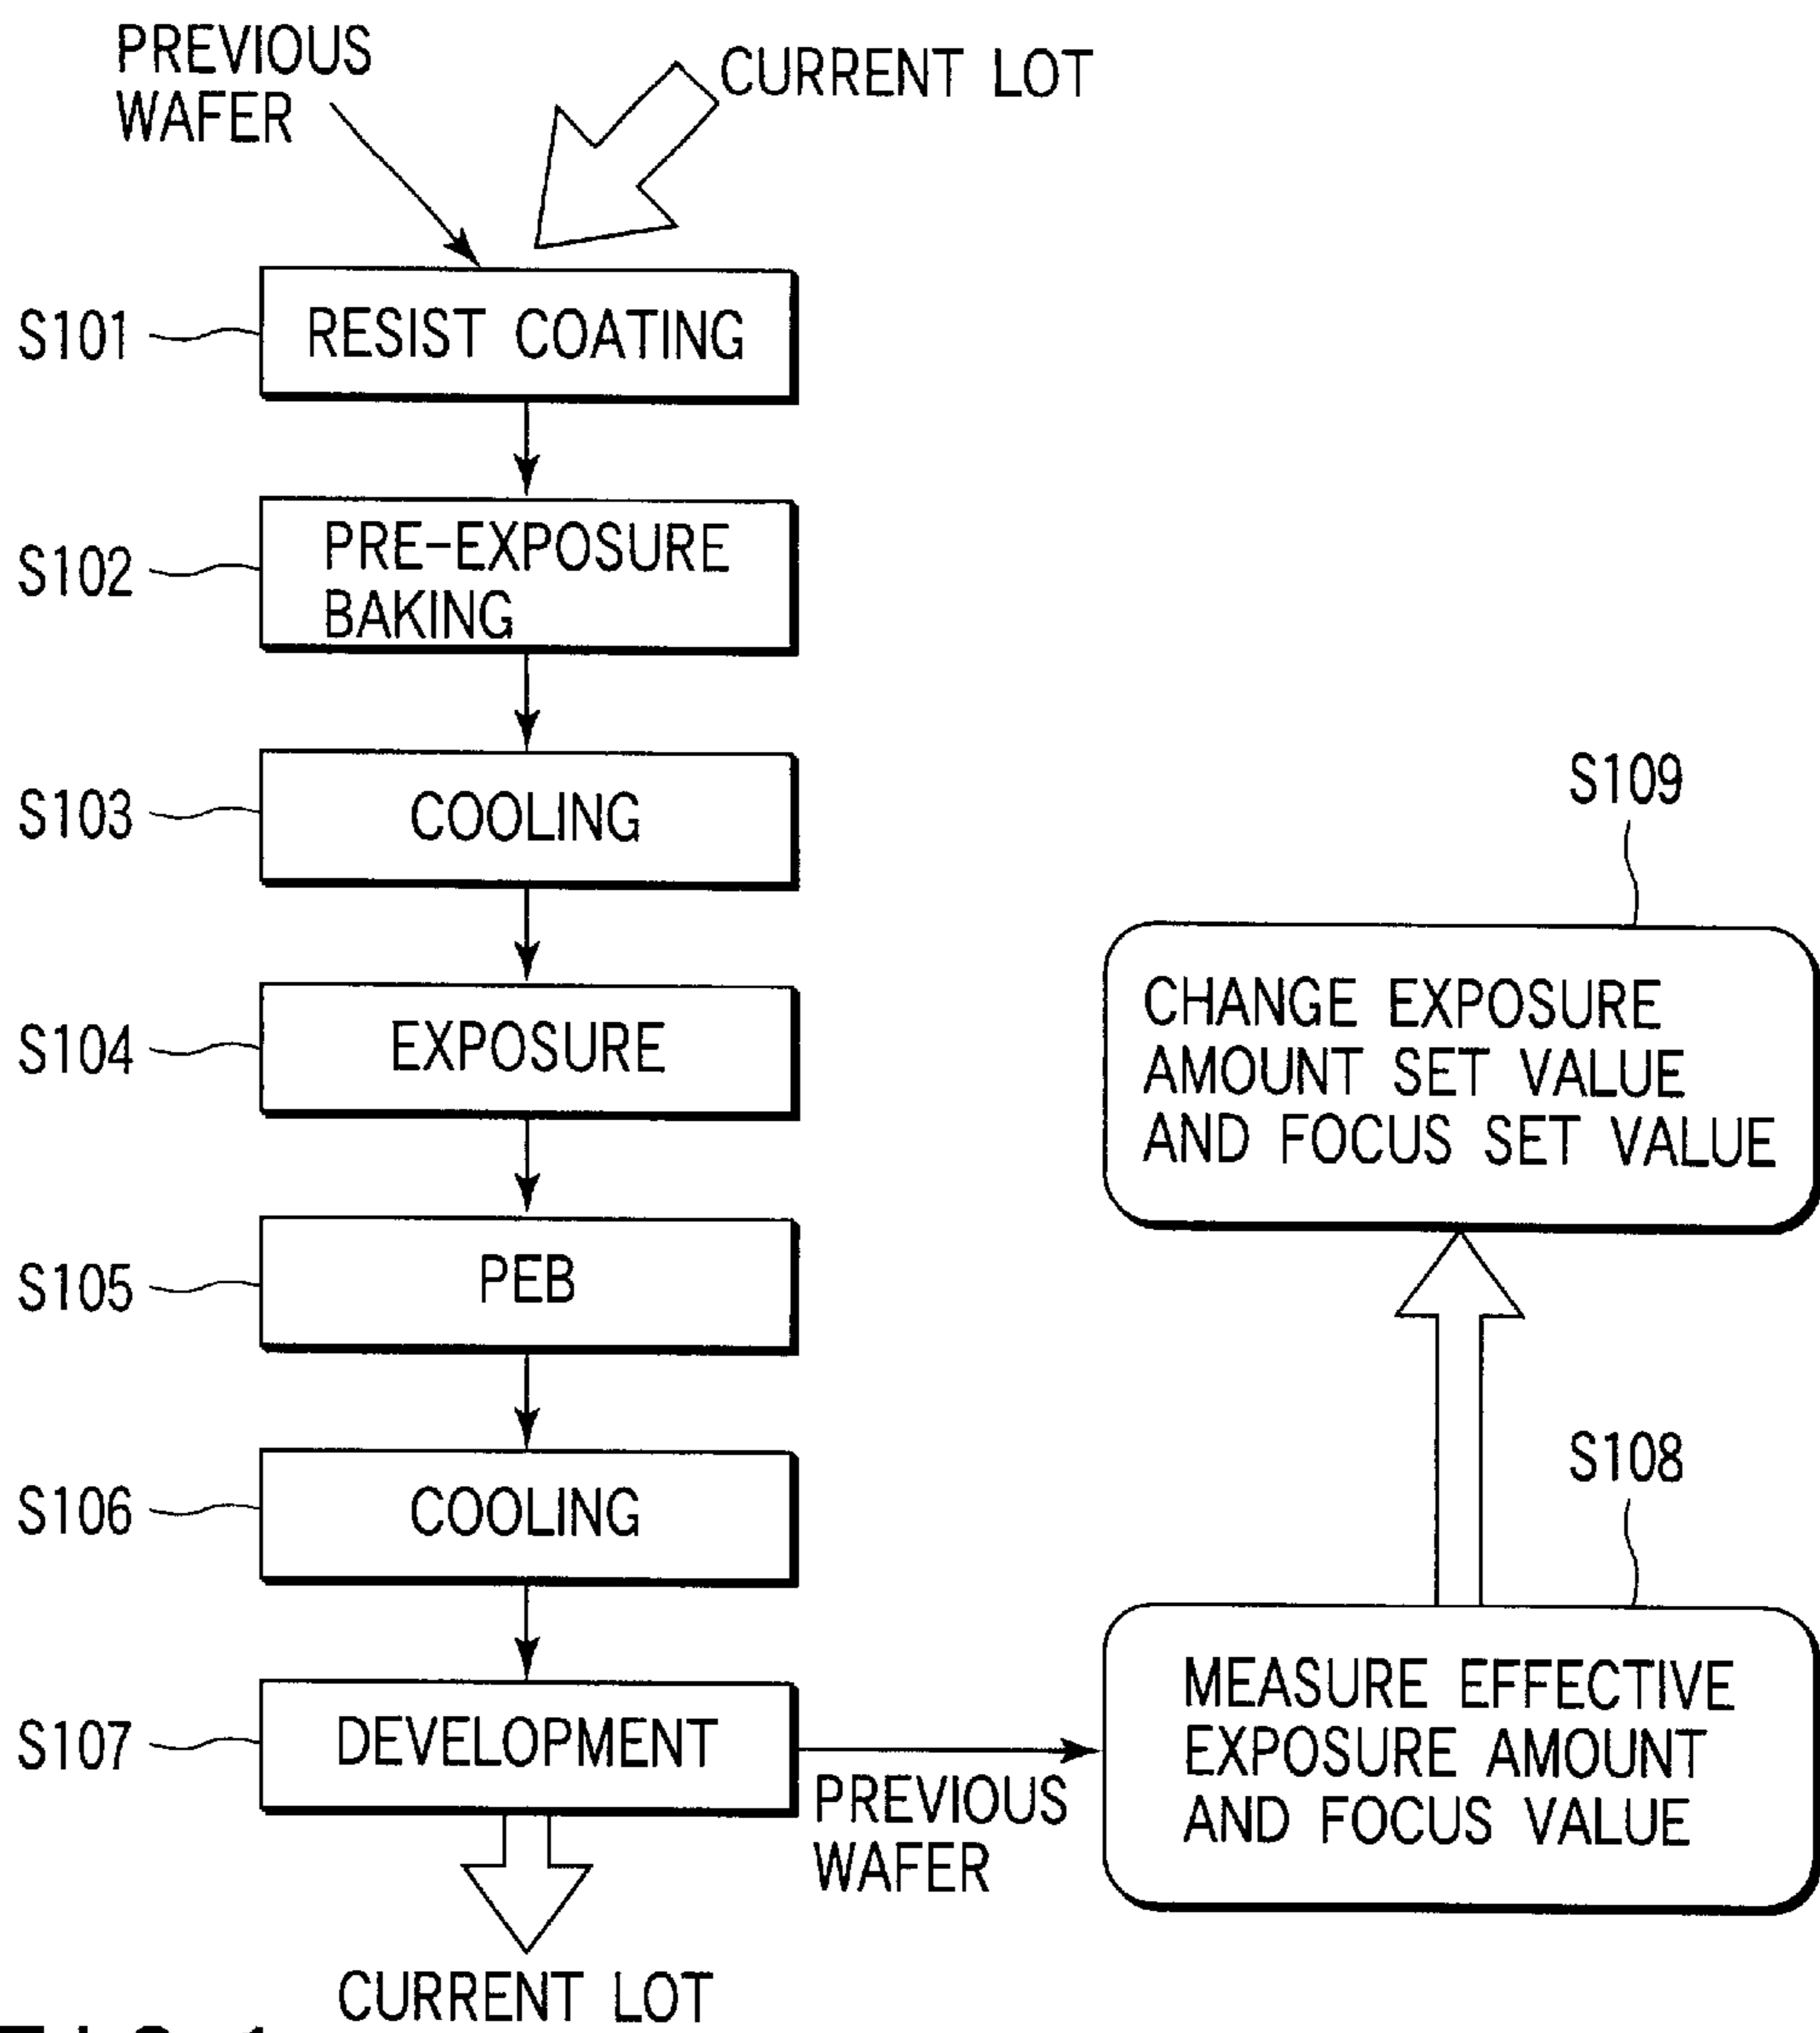 PREVIOUS
WAFER
CURRENT LOT
S101
RESIST COATING
S102
PRE-EXPOSURE
BAKING
S103
COOLING
S104
EXPOSURE
S105
PEB
S106
COOLING
S107
DEVELOPMENT
PREVIOUS
WAFER
CURRENT LOT
S109
CHANGE EXPOSURE
AMOUNT SET VALUE
AND FOCUS SET VALUE
S108
MEASURE EFFECTIVE
EXPOSURE AMOUNT
AND FOCUS VALUE